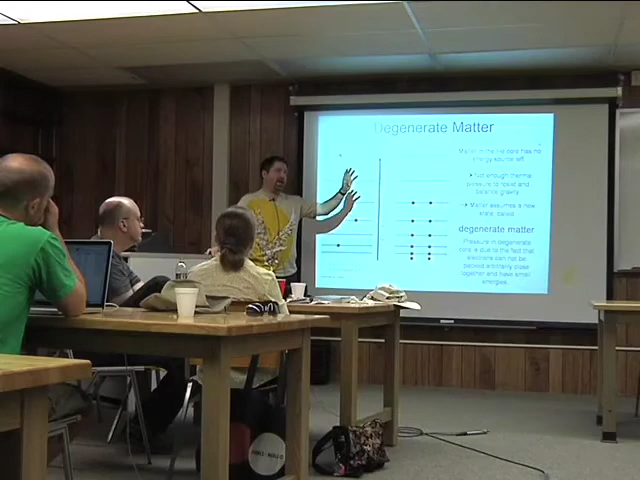 Degenerate Matter
Matter in the core has no
energy source left.
Not enough thermal
pressure to resist and
balance gravity
Matter assumes a new
state, called
degenerate matter
Pressure in degenerate
core is due to the fact that
electrons can not be
packed arbitrarily close
together and have small
energies.